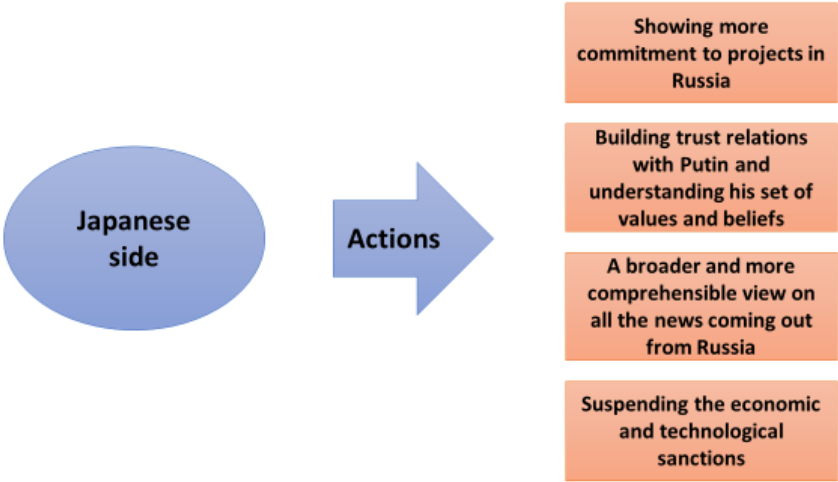 Japanese
side
Actions
Showing more
commitment to projects in
Russia
Building trust relations
with Putin and
understanding his set of
values and beliefs
A broader and more
comprehensible view on
all the news coming out
from Russia
Suspending the economic
and technological
sanctions